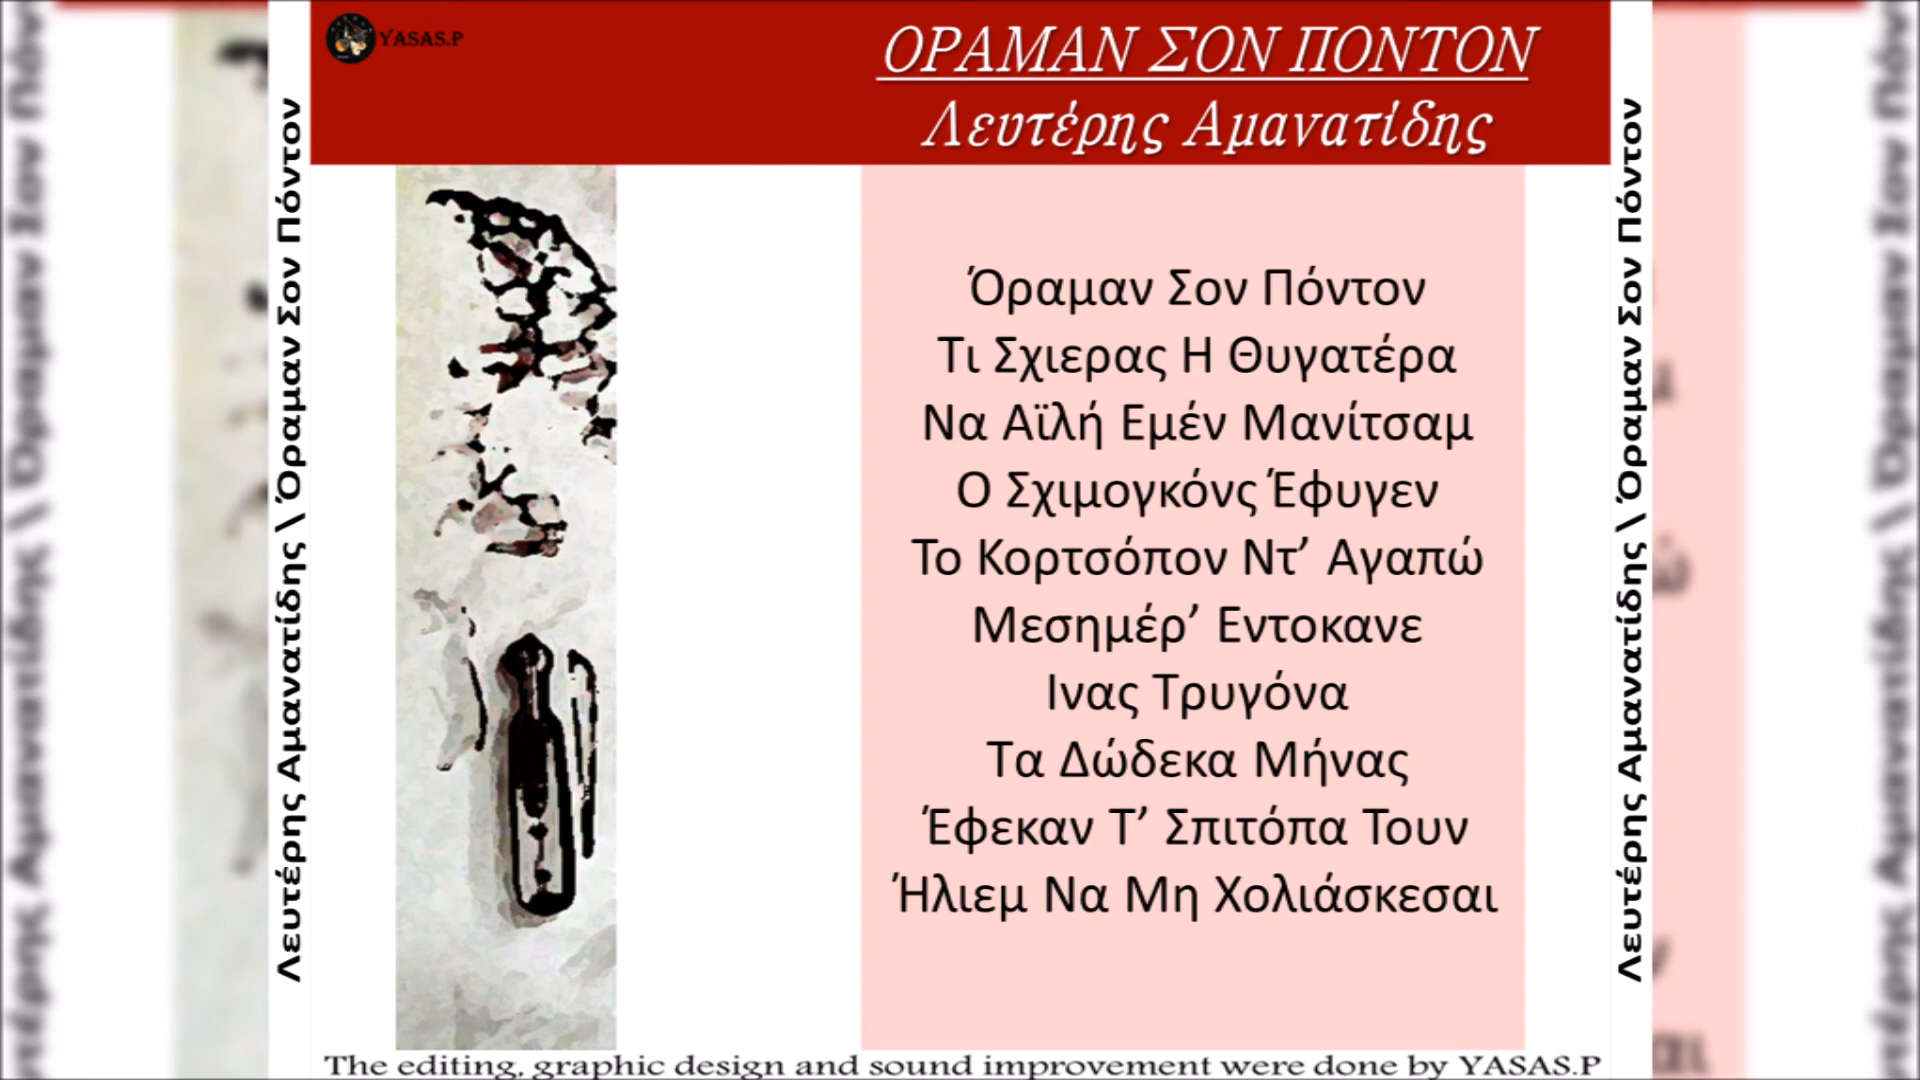 YASAS.P
ΟΡΑΜΑΝ ΣΟΝ ΠΟΝΤΟΝ
Λευτέρης Αμανατίδης
Λευτέρης Αμανατίδης \ Όραμαν Σον Πόντον
Όραμαν Σον Πόντον
Τι Σχιερας Η Θυγατέρα
Να Αϊλή Εμέν Μανίτσαμ
Ο Σχιμογκόνς Έφυγεν
Το Κορτσόπον Ντ’ Αγαπώ
Μεσημέρ’ Εντοκανε
Ινας Τρυγόνα
Τα Δώδεκα Μήνας
Έφεκαν Τ’ Σπιτόπα Τουν
Ήλιεμ Να Μη Χολιάσκεσαι
Λευτέρης Αμανατίδης \ Όραμαν Σον Πόντον
The editing, graphic design and sound improvement were done by YASAS.P